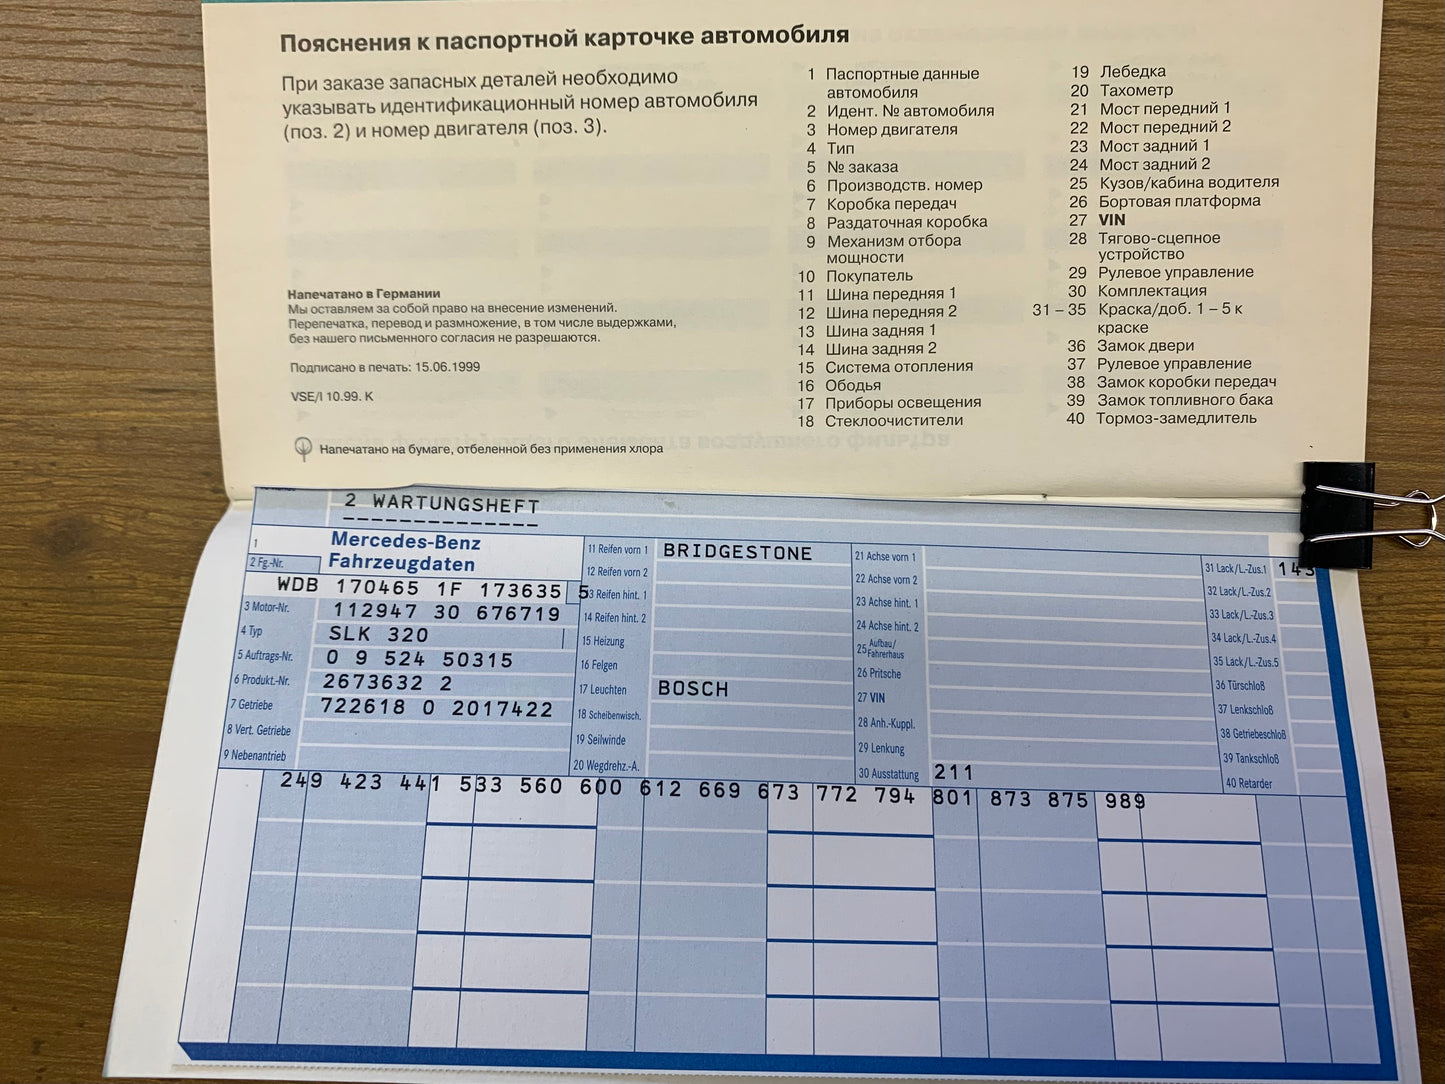 Пояснения к паспортной карточке автомобиля
При заказе запасных деталей необходимо
указывать идентификационный номер автомобиля
(поз. 2) и номер двигателя (поз. 3).
Напечатано в Германии
Мы оставляем за собой право на внесение изменений.
Перепечатка, перевод и размножение, в том числе выдержками,
без нашего письменного согласия не разрешаются.
Подписано в печать: 15.06.1999
VSE/I 10.99. K
Напечатано на бумаге, отбеленной без применения хлора
1 Паспортные данные
автомобиля
2 Идент. № автомобиля
3 Номер двигателя
4 Тип
5 № заказа
6 Производств. номер
7 Коробка передач
8 Раздаточная коробка
9 Механизм отбора
мощности
10 Покупатель
11 Шина передняя 1
12 Шина передняя 2
13 Шина задняя 1
14 Шина задняя 2
15 Система отопления
16 Ободья
17 Приборы освещения
18 Стеклоочистители
19 Лебедка
20 Тахометр
21 Мост передний 1
22 Мост передний 2
23 Мост задний 1
24 Мост задний 2
25 Кузов/кабина водителя
26 Бортовая платформа
27 VIN
28 Тягово-сцепное
устройство
29 Рулевое управление
30 Комплектация
31 – 35 Краска/доб. 1 – 5 к
краске
36 Замок двери
37 Рулевое управление
38 Замок коробки передач
39 Замок топливного бака
40 Тормоз-замедлитель
2 WARTUNGSHEFT
--------------
1 Mercedes-Benz
Fahrzeugdaten
2 Fg.-Nr.
WDB 170465 1F 173635 5
3 Motor-Nr. 112947 30 676719
4 Typ SLK 320
5 Auftrags-Nr. 0 9 524 50315
6 Produkt.-Nr. 2673632 2
7 Getriebe 722618 0 2017422
8 Vert. Getriebe
9 Nebenantrieb
11 Reifen vorn 1 BRIDGESTONE
12 Reifen vorn 2
3 Reifen hint. 1
14 Reifen hint. 2
15 Heizung
16 Felgen
17 Leuchten BOSCH
18 Scheibenwisch.
19 Seilwinde
20 Wegdrehz.-A.
21 Achse vorn 1
22 Achse vorn 2
23 Achse hint. 1
24 Achse hint. 2
25 Aufbau/
Fahrerhaus
26 Pritsche
27 VIN
28 Anh.-Kuppl.
29 Lenkung
30 Ausstattung 211
31 Lack/L.-Zus.1 143
32 Lack/L.-Zus.2
33 Lack/L.-Zus.3
34 Lack/L.-Zus.4
35 Lack/L.-Zus.5
36 Türschloß
37 Lenkschloß
38 Getriebeschloß
39 Tankschloß
40 Retarder
249 423 441 533 560 600 612 669 673 772 794 801 873 875 989